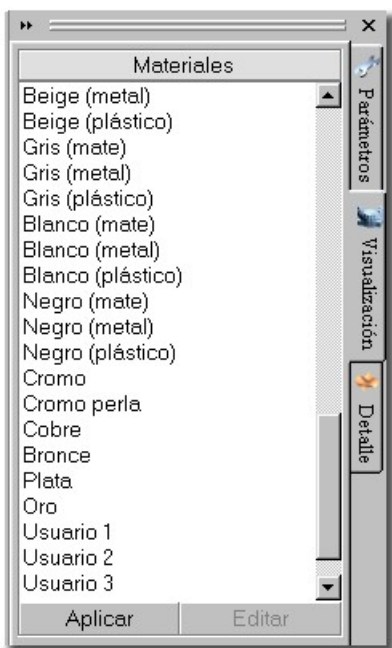 Materiales
Beige (metal)
Beige (plástico)
Gris (mate)
Gris (metal)
Gris (plástico)
Blanco (mate)
Blanco (metal)
Blanco (plástico)
Negro (mate)
Negro (metal)
Negro (plástico)
Cromo
Cromo perla
Cobre
Bronce
Plata
Oro
Usuario 1
Usuario 2
Usuario 3
Aplicar Editar
Parámetros
Visualización
Detalle